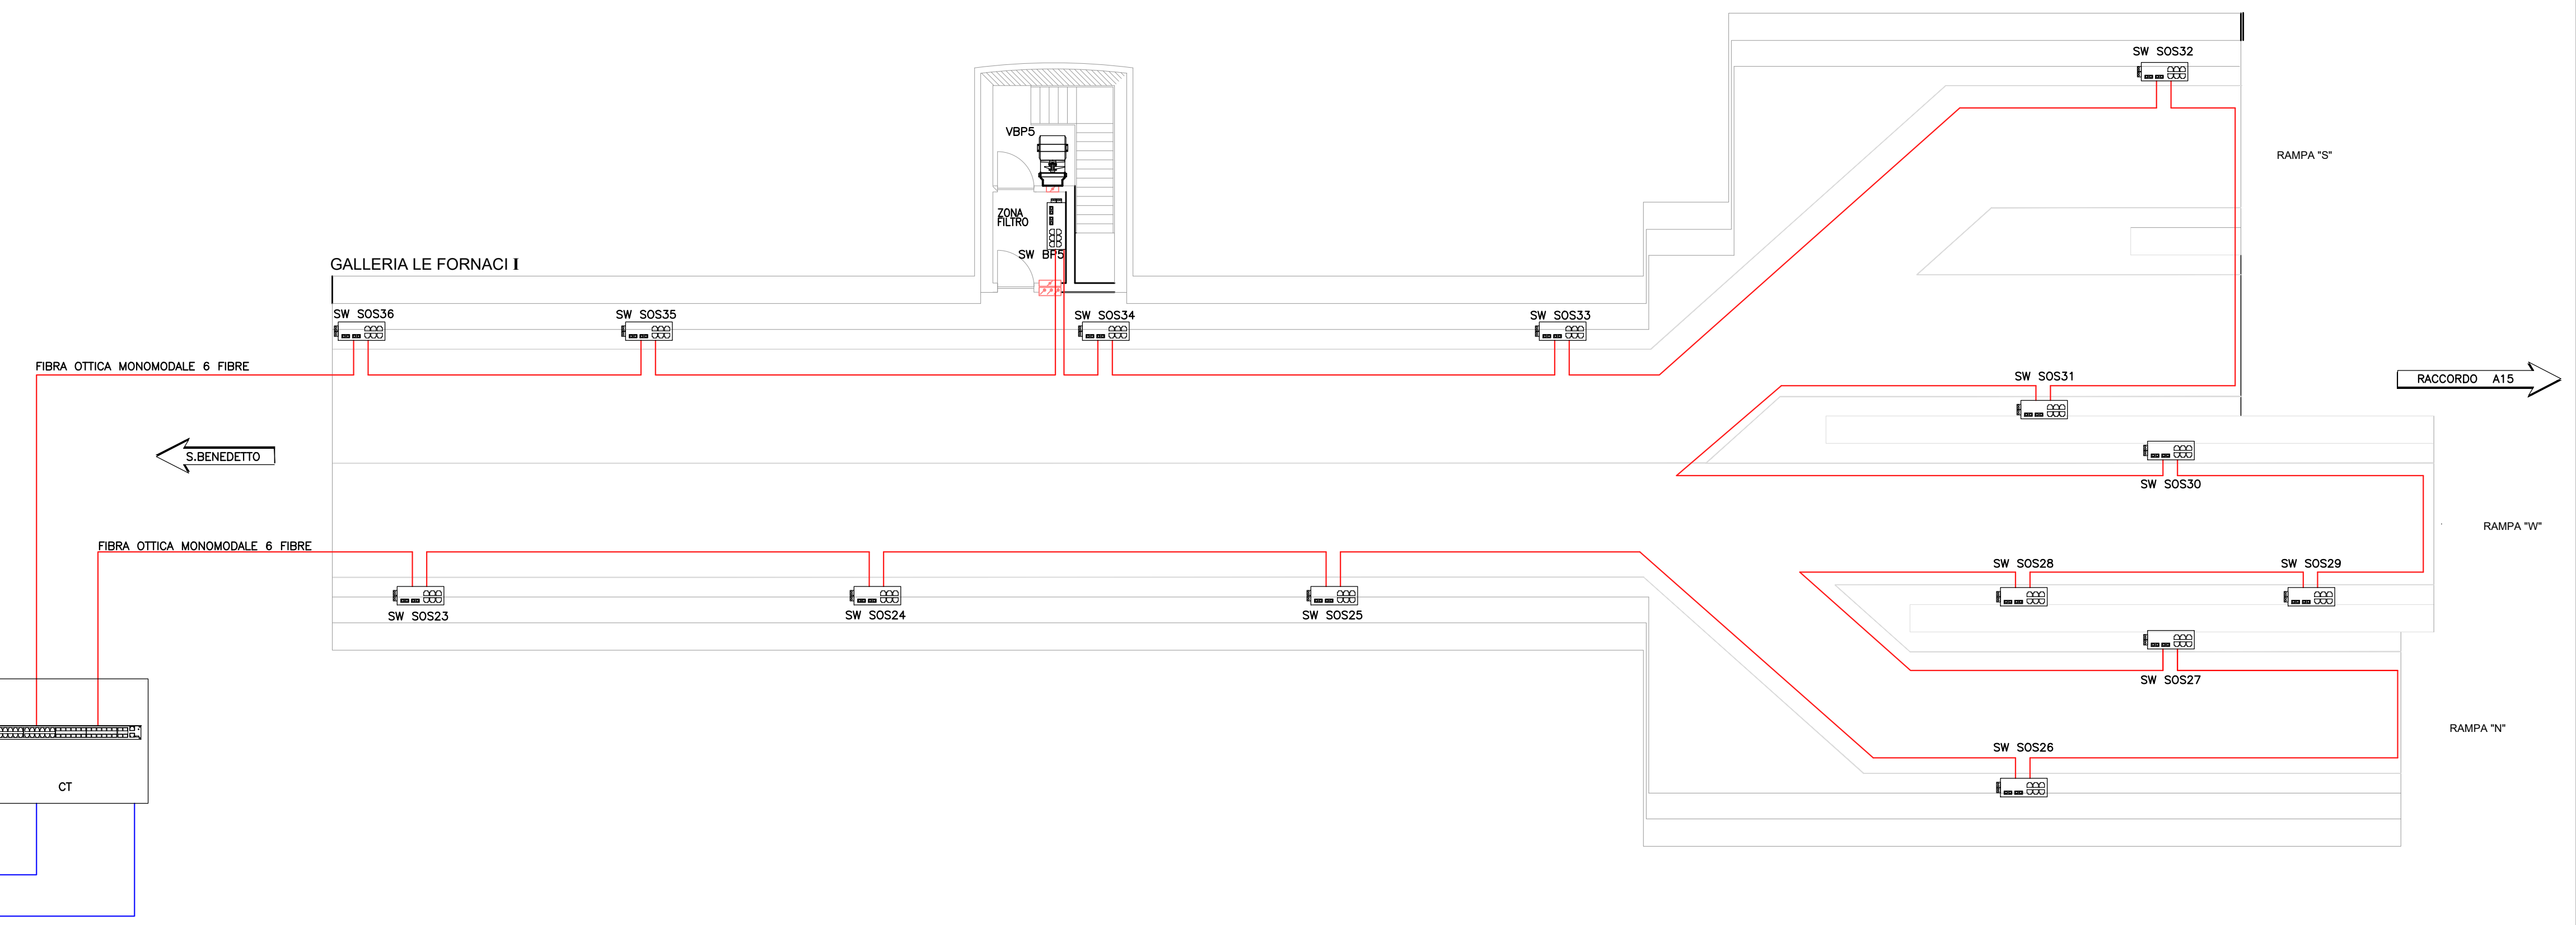 SW SOS32
VBP5
RAMPA "S"
ZONA
FILTRO
SW BP5
GALLERIA LE FORNACI I
SW SOS36
SW SOS35
SW SOS34
SW SOS33
FIBRA OTTICA MONOMODALE 6 FIBRE
SW SOS31
RACCORDO A15
S.BENEDETTO
SW SOS30
RAMPA "W"
FIBRA OTTICA MONOMODALE 6 FIBRE
SW SOS28
SW SOS29
SW SOS23
SW SOS24
SW SOS25
SW SOS27
RAMPA "N"
SW SOS26
CT